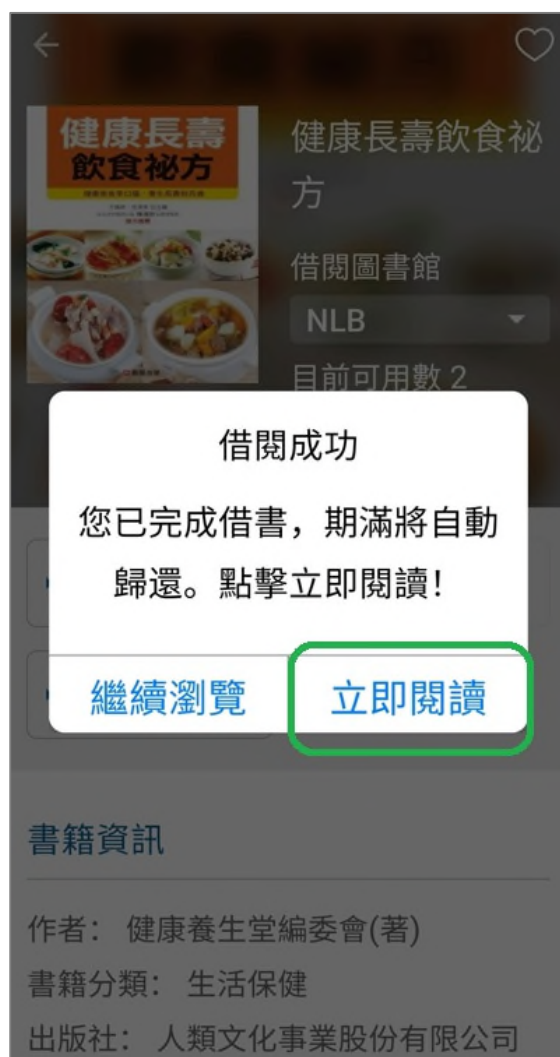 健康長壽
飲食祕方
健康長壽飲食祕
方
借閱圖書館
NLB
目前可用數 2
借閱成功
您已完成借書，期滿將自動
歸還。點擊立即閱讀！
繼續瀏覽
立即閱讀
書籍資訊
作者： 健康養生堂編委會(著)
書籍分類： 生活保健
出版社： 人類文化事業股份有限公司